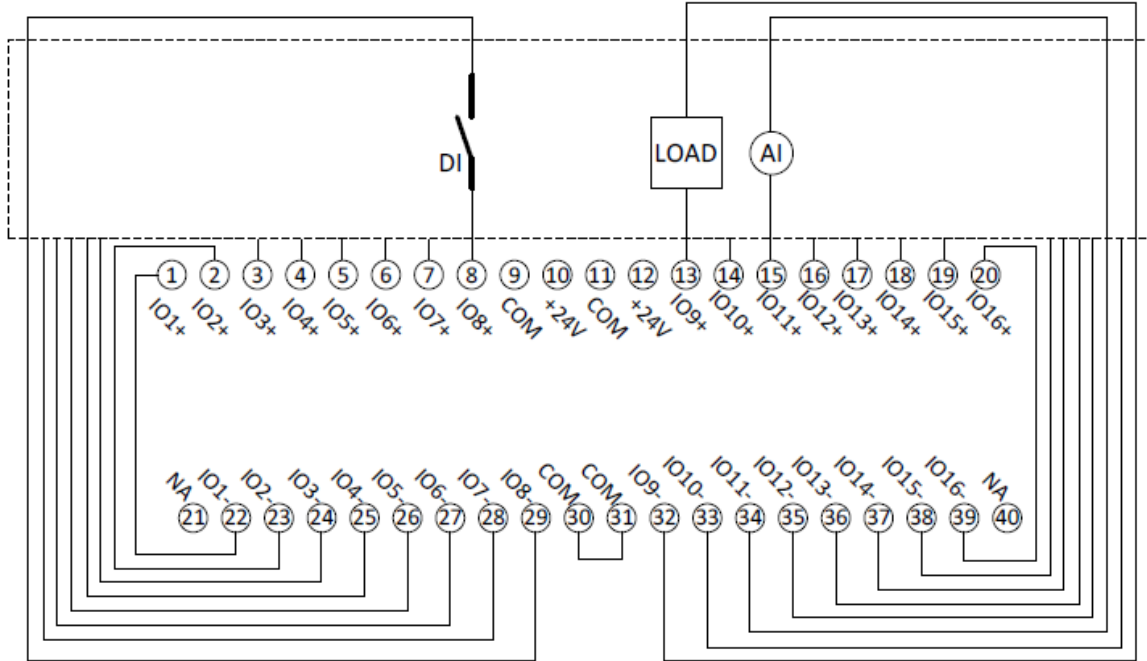 DI
LOAD
AI
1 2 3 4 5 6 7 8 9 10 11 12 13 14 15 16 17 18 19 20
IO1+ IO2+ IO3+ IO4+ IO5+ IO6+ IO7+ IO8+ COM +24V COM +24V IO9+ IO10+ IO11+ IO12+ IO13+ IO14+ IO15+ IO16+
NA IO1- IO2- IO3- IO4- IO5- IO6- IO7- IO8- COM COM IO9- IO10- IO11- IO12- IO13- IO14- IO15- IO16- NA
21 22 23 24 25 26 27 28 29 30 31 32 33 34 35 36 37 38 39 40